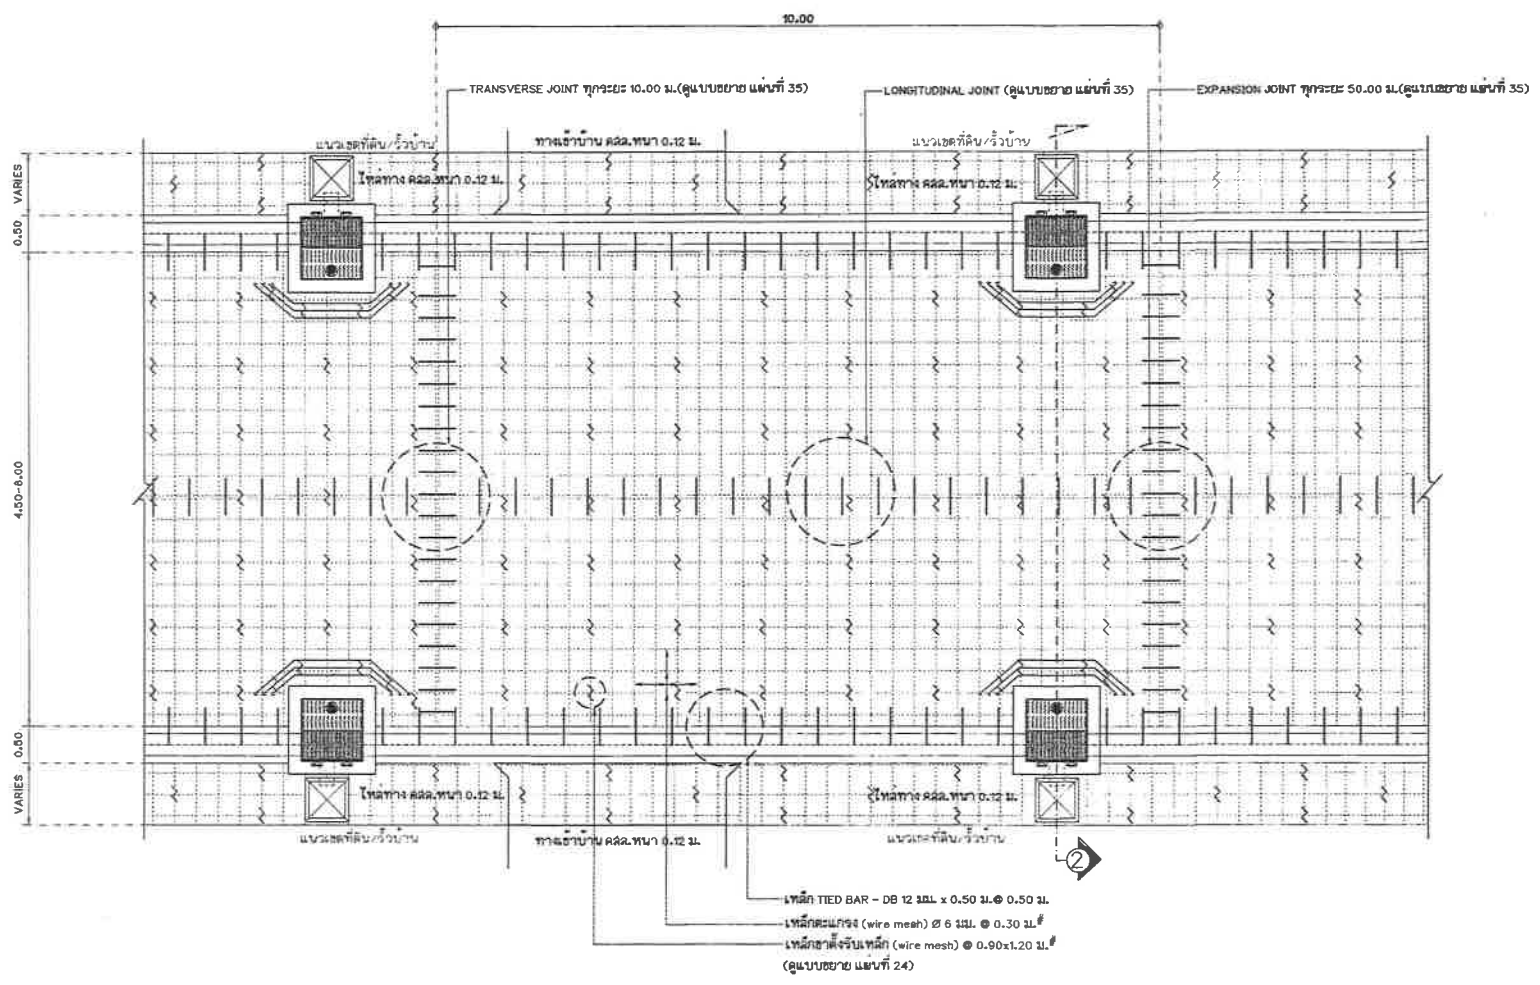 10.00
TRANSVERSE JOINT ทุกระยะ 10.00 ม.(ดูแบบขยาย แผ่นที่ 35)
LONGITUDINAL JOINT (ดูแบบขยาย แผ่นที่ 35)
EXPANSION JOINT ทุกระยะ 50.00 ม.(ดูแบบขยาย แผ่นที่ 35)
แนวเขตที่ดิน/รั้วบ้าน
ทางเข้าบ้าน คสล.หนา 0.12 ม.
แนวเขตที่ดิน/รั้วบ้าน
ไหล่ทาง คสล.หนา 0.12 ม.
ไหล่ทาง คสล.หนา 0.12 ม.
VARIES
0.50
4.50-8.00
0.50
VARIES
ไหล่ทาง คสล.หนา 0.12 ม.
ไหล่ทาง คสล.หนา 0.12 ม.
แนวเขตที่ดิน/รั้วบ้าน
ทางเข้าบ้าน คสล.หนา 0.12 ม.
แนวเขตที่ดิน/รั้วบ้าน
2
เหล็ก TIED BAR - DB 12 มม. x 0.50 ม.@ 0.50 ม.
เหล็กตะแกรง (wire mesh) Ø 6 มม. @ 0.30 ม.#
เหล็กขาตั้งรับเหล็ก (wire mesh) @ 0.90x1.20 ม.#
(ดูแบบขยาย แผ่นที่ 24)